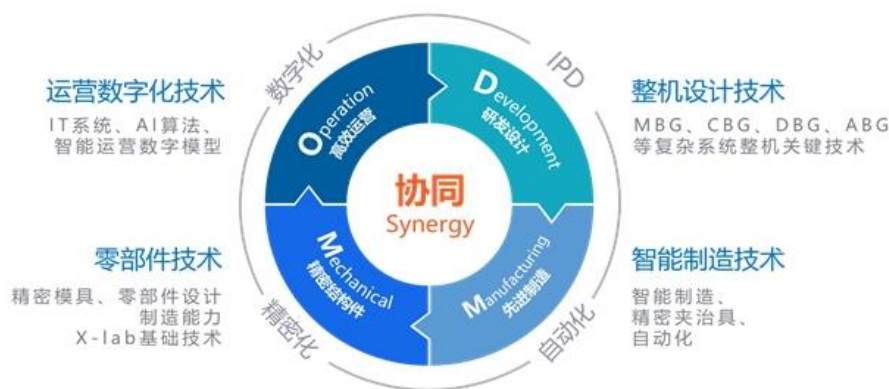 数字化
IPD
运营数字化技术
IT系统、AI算法、
智能运营数字模型
Operation
高效运营
Development
研发设计
整机设计技术
MBG、CBG、DBG、ABG
等复杂系统整机关键技术
协同
Synergy
零部件技术
精密模具、零部件设计
制造能力
X-lab基础技术
Mechanical
精密结构件
Manufacturing
先进制造
智能制造技术
智能制造、
精密夹治具、
自动化
精密化
自动化